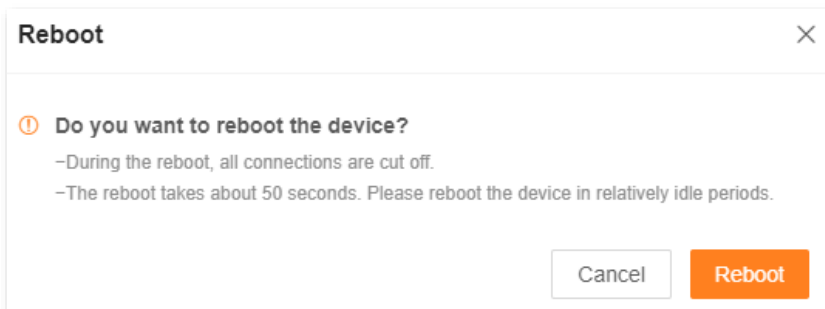 Reboot
Do you want to reboot the device?
-During the reboot, all connections are cut off.
-The reboot takes about 50 seconds. Please reboot the device in relatively idle periods.
Cancel
Reboot